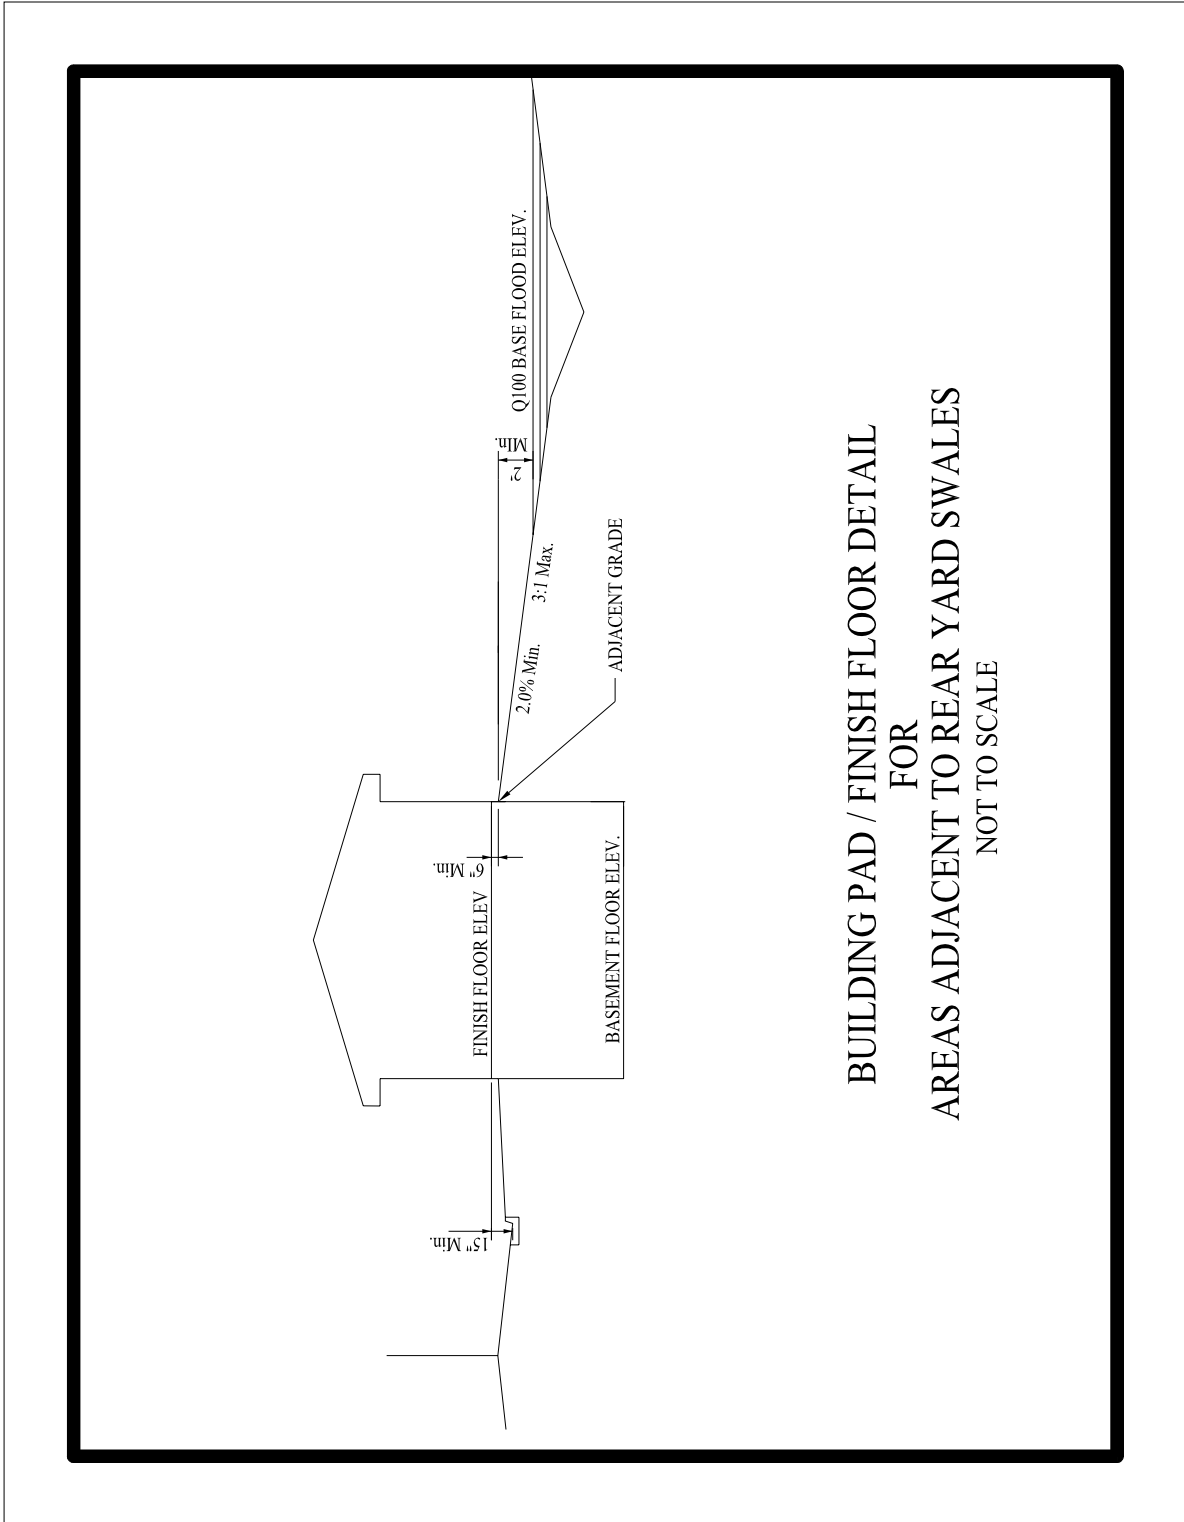 Q100 BASE FLOOD ELEV.
2' MIn.
3:1 Max.
2.0% Min.
ADJACENT GRADE
6" Min.
FINISH FLOOR ELEV
BASEMENT FLOOR ELEV.
15" Min.
BUILDING PAD / FINISH FLOOR DETAIL
FOR
AREAS ADJACENT TO REAR YARD SWALES
NOT TO SCALE